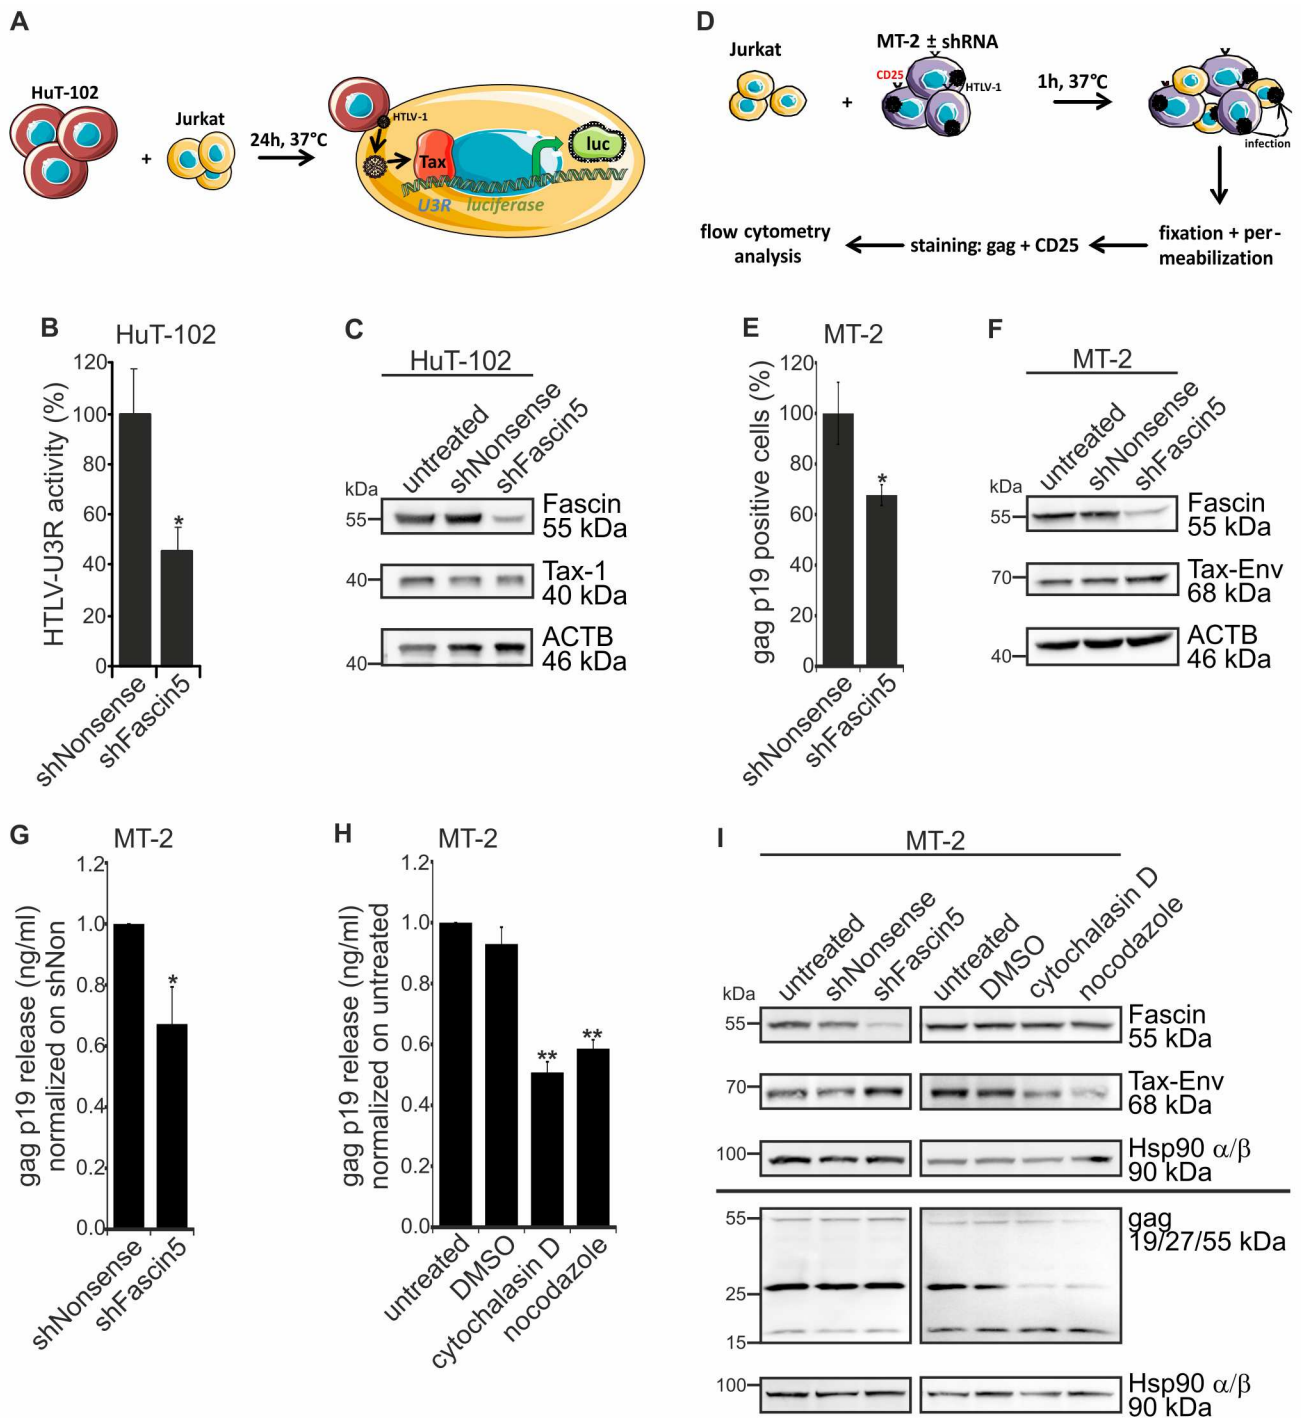 A
HuT-102
Jurkat
+
24h, 37°C
HTLV-1
Tax
luc
U3R luciferase
D
Jurkat
MT-2 ± shRNA
CD25
HTLV-1
+
1h, 37°C
infection
fixation + per-
meabilization
staining: gag + CD25
flow cytometry
analysis
B
HuT-102
HTLV-U3R activity (%)
120
100
80
60
40
20
0
*
shNonsense
shFascin5
C
HuT-102
untreated
shNonsense
shFascin5
kDa
55
Fascin
55 kDa
40
Tax-1
40 kDa
40
ACTB
46 kDa
E
MT-2
gag p19 positive cells (%)
120
100
80
60
40
20
0
*
shNonsense
shFascin5
F
MT-2
untreated
shNonsense
shFascin5
kDa
55
Fascin
55 kDa
70
Tax-Env
68 kDa
40
ACTB
46 kDa
G
MT-2
gag p19 release (ng/ml)
normalized on shNon
1.2
1.0
0.8
0.6
0.4
0.2
0.0
*
shNonsense
shFascin5
H
MT-2
gag p19 release (ng/ml)
normalized on untreated
1.2
1.0
0.8
0.6
0.4
0.2
0.0
**
**
untreated
DMSO
cytochalasin D
nocodazole
I
MT-2
untreated
shNonsense
shFascin5
untreated
DMSO
cytochalasin D
nocodazole
kDa
55
Fascin
55 kDa
70
Tax-Env
68 kDa
100
Hsp90 α/β
90 kDa
55
25
15
gag
19/27/55 kDa
100
Hsp90 α/β
90 kDa